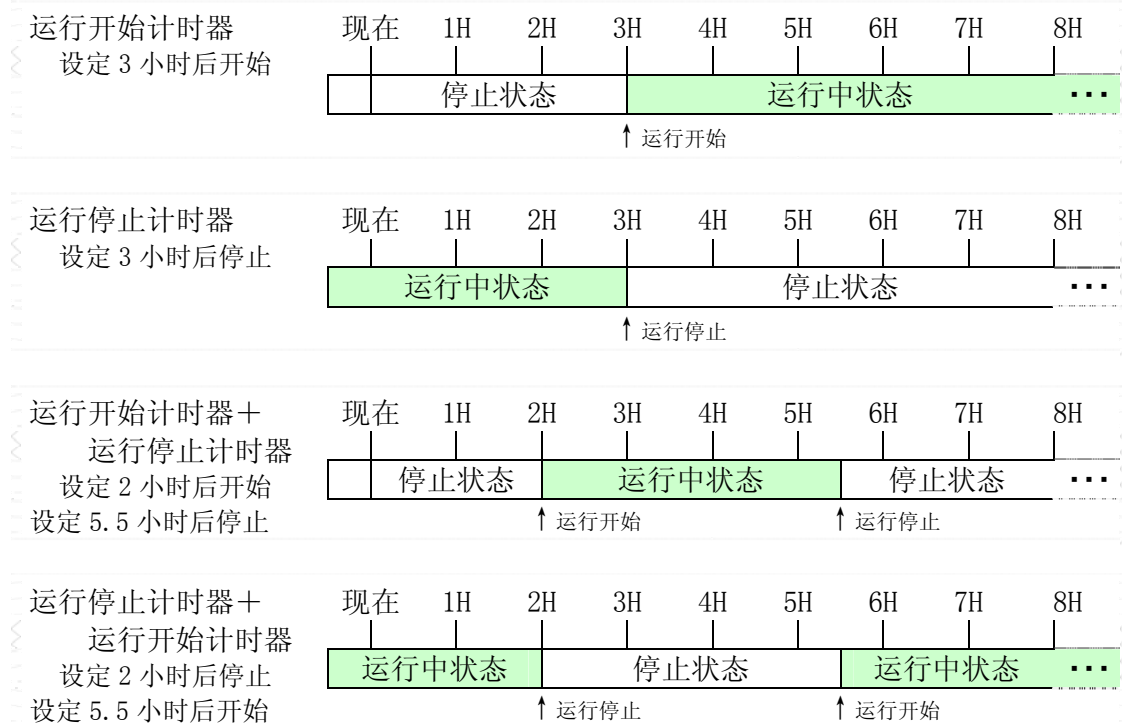 运行开始计时器
设定 3 小时后开始
现在 1H 2H 3H 4H 5H 6H 7H 8H
停止状态 运行中状态 ···
↑ 运行开始
运行停止计时器
设定 3 小时后停止
现在 1H 2H 3H 4H 5H 6H 7H 8H
运行中状态 停止状态 ···
↑ 运行停止
运行开始计时器＋
运行停止计时器
设定 2 小时后开始
设定 5.5 小时后停止
现在 1H 2H 3H 4H 5H 6H 7H 8H
停止状态 运行中状态 停止状态 ···
↑ 运行开始 ↑ 运行停止
运行停止计时器＋
运行开始计时器
设定 2 小时后停止
设定 5.5 小时后开始
现在 1H 2H 3H 4H 5H 6H 7H 8H
运行中状态 停止状态 运行中状态 ···
↑ 运行停止 ↑ 运行开始